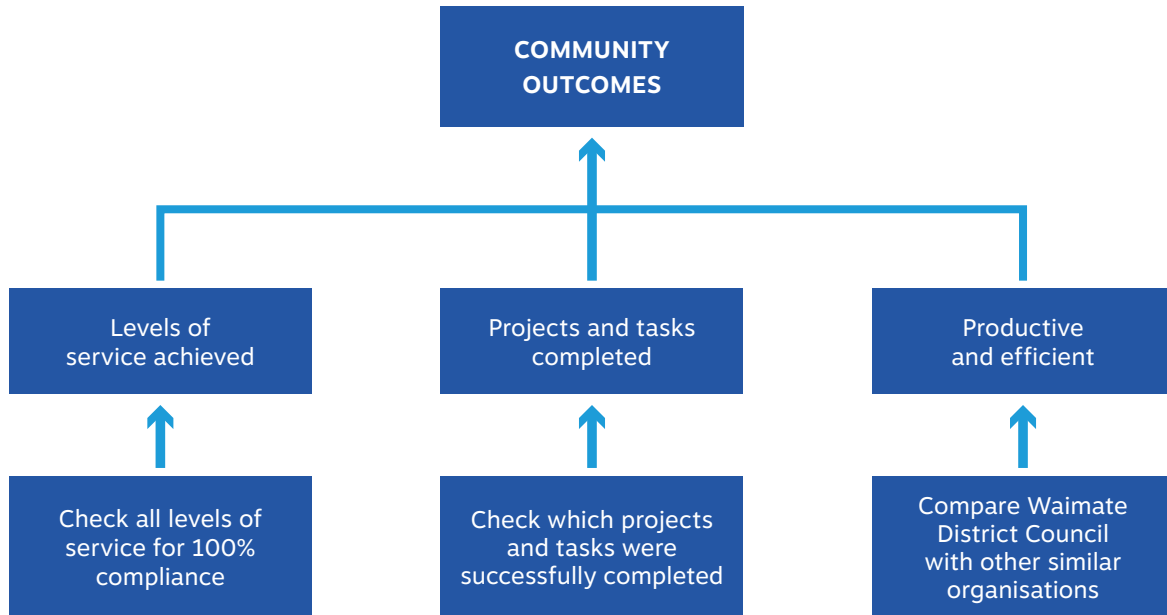 COMMUNITY
OUTCOMES
Levels of
service achieved
Projects and tasks
completed
Productive
and efficient
Check all levels of
service for 100%
compliance
Check which projects
and tasks were
successfully completed
Compare Waimate
District Council
with other similar
organisations